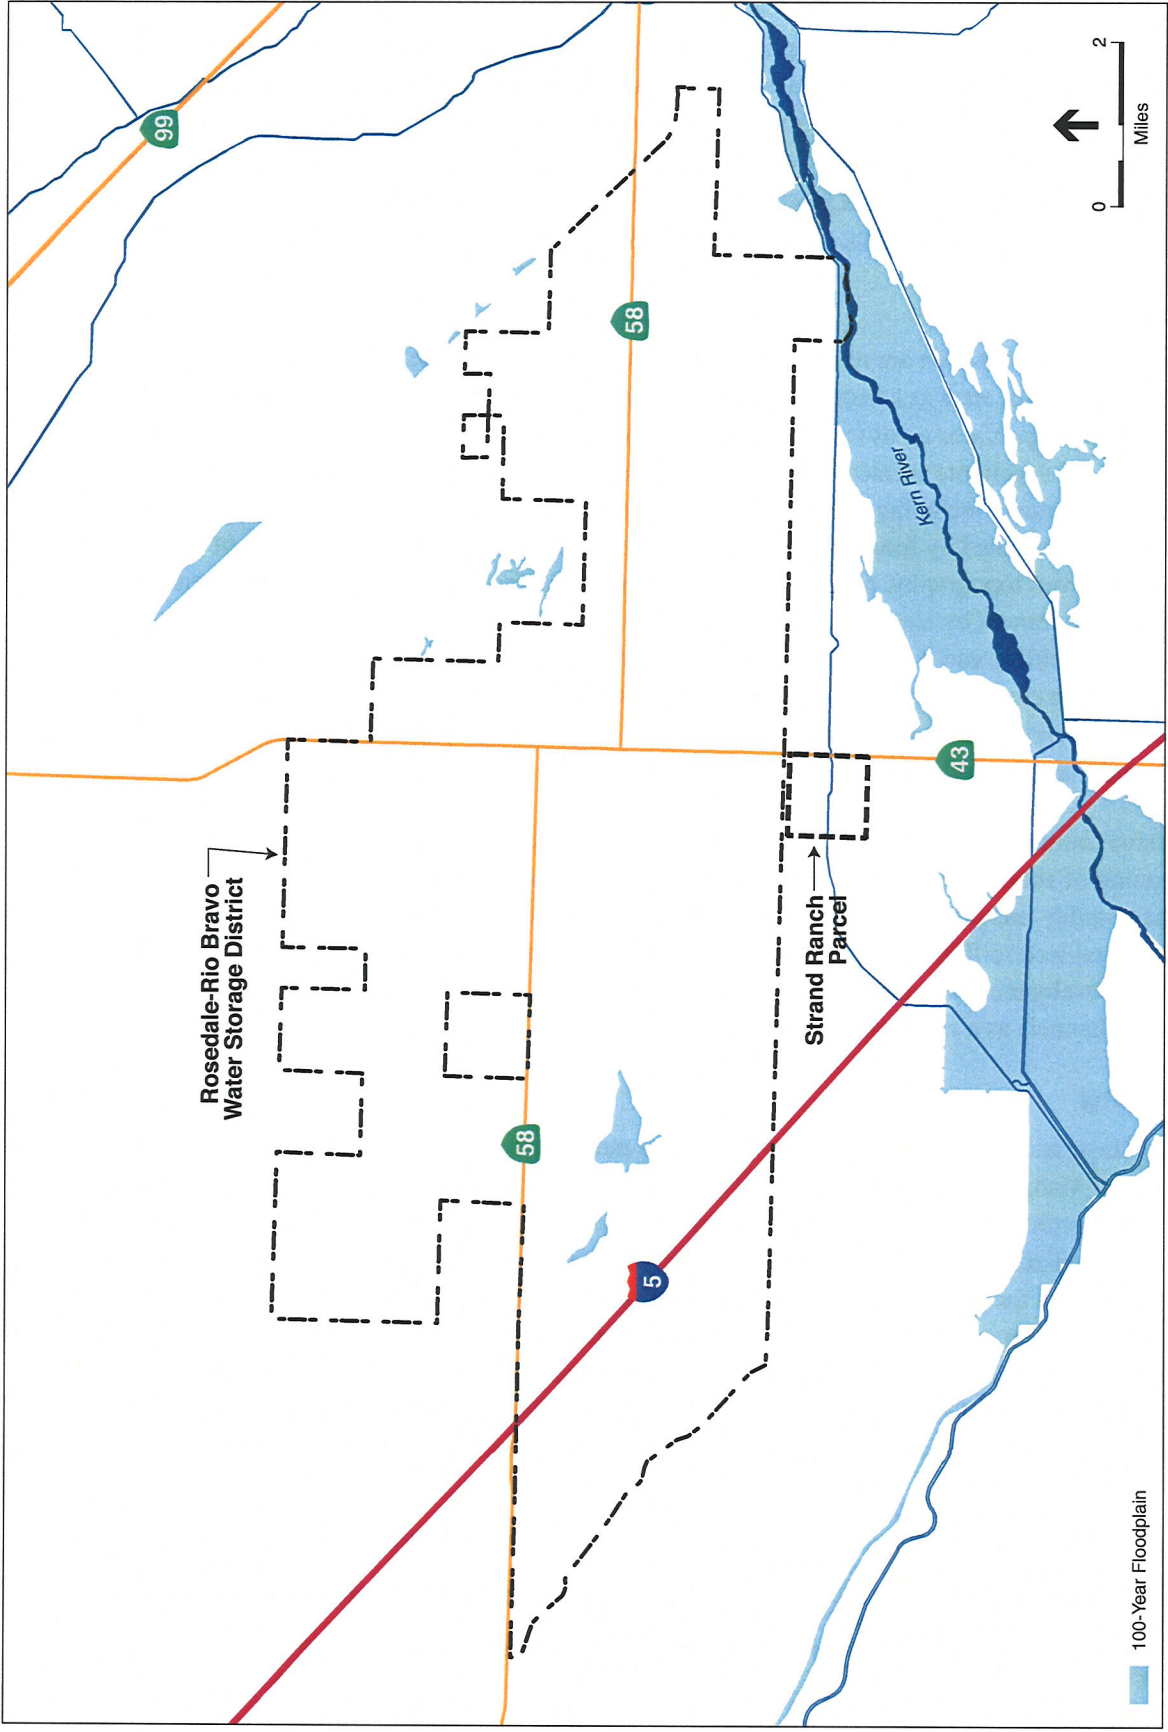 99
58
Kern River
43
Rosedale-Rio Bravo
Water Storage District
Strand Ranch
Parcel
58
5
0
2
Miles
100-Year Floodplain